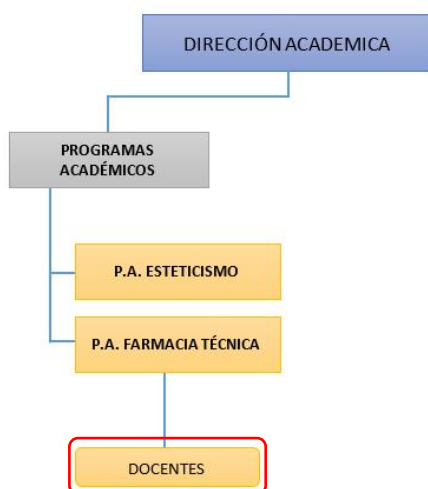 DIRECCIÓN ACADEMICA
PROGRAMAS
ACADÉMICOS
P.A. ESTETICISMO
P.A. FARMACIA TÉCNICA
DOCENTES